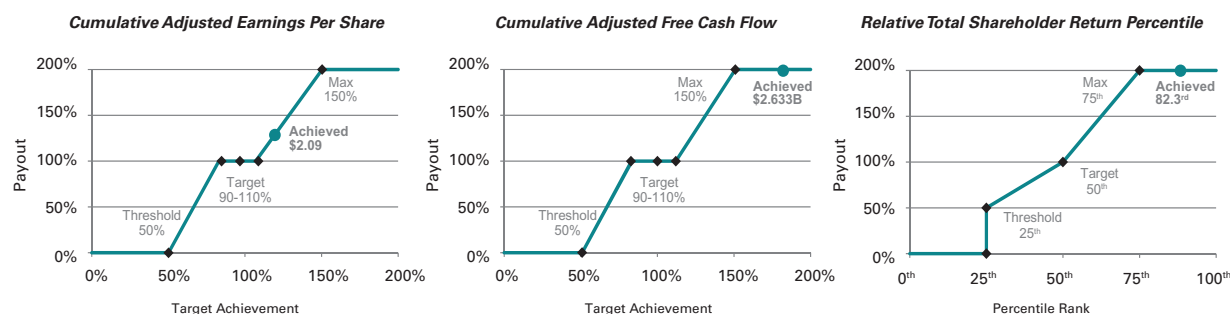 Cumulative Adjusted Earnings Per Share
200%
150%
100%
50%
0%
Payout
Max
150%
Achieved
$2.09
Target
90-110%
Threshold
50%
0%
50%
100%
150%
200%
Target Achievement
Cumulative Adjusted Free Cash Flow
200%
150%
100%
50%
0%
Payout
Max
150%
Achieved
$2.633B
Target
90-110%
Threshold
50%
0%
50%
100%
150%
200%
Target Achievement
Relative Total Shareholder Return Percentile
200%
150%
100%
50%
0%
Payout
Max
75th
Achieved
82.3rd
Target
50th
Threshold
25th
0th
25th
50th
75th
100th
Percentile Rank